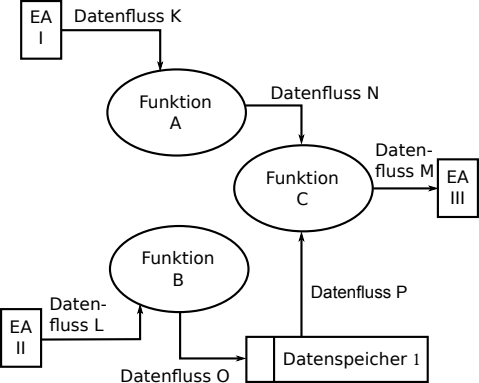 EA
I
Datenfluss K
Funktion
A
Datenfluss N
Funktion
C
Daten-
fluss M
EA
III
Funktion
B
Daten-
fluss L
EA
II
Datenfluss O
Datenfluss P
Datenspeicher 1